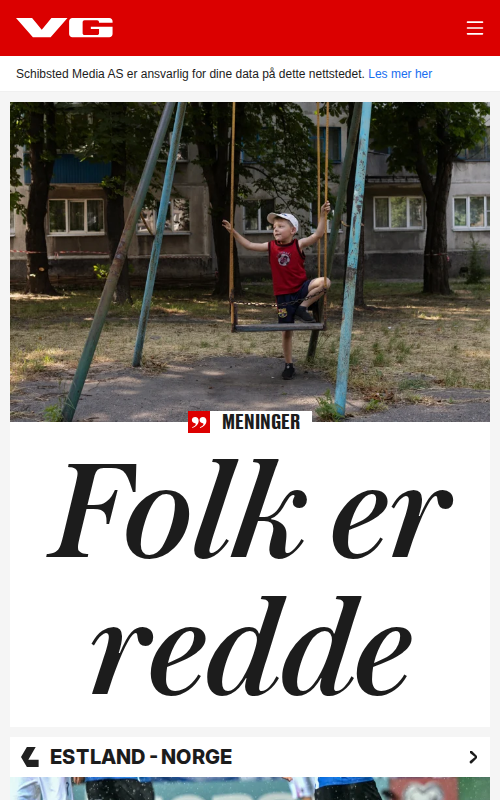 VG
Schibsted Media AS er ansvarlig for dine data på dette nettstedet. Les mer her
MENINGER
Folk er
redde
ESTLAND - NORGE